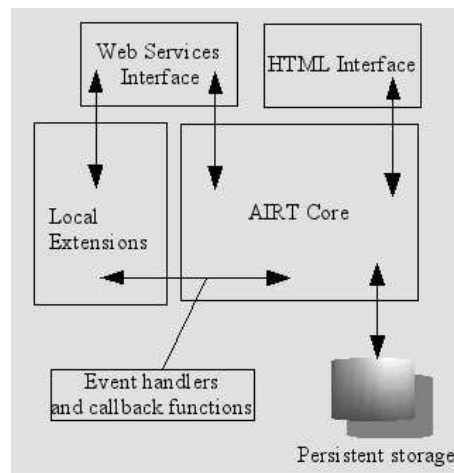 Web Services
Interface
HTML Interface
Local
Extensions
AIRT Core
Event handlers
and callback functions
Persistent storage